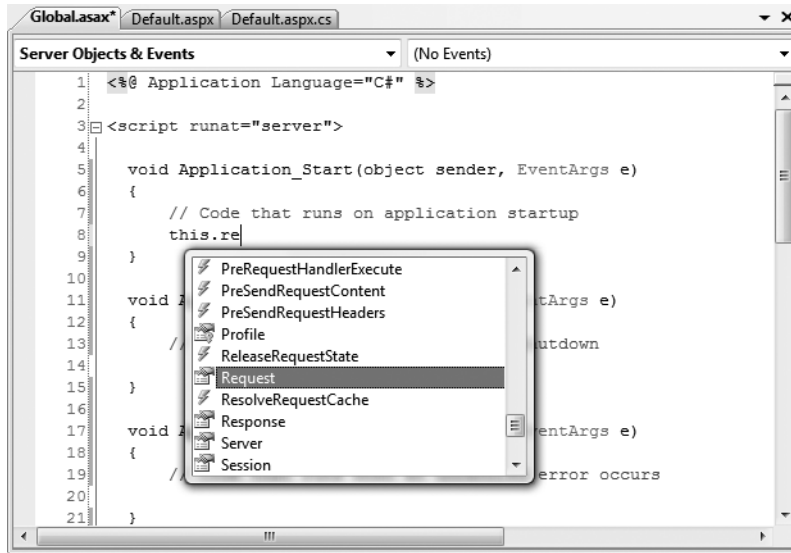 Global.asax* Default.aspx Default.aspx.cs
Server Objects & Events (No Events)
1 <%@ Application Language="C#" %>
2
3 <script runat="server">
4
5 void Application_Start(object sender, EventArgs e)
6 {
7 // Code that runs on application startup
8 this.re
9 }
PreRequestHandlerExecute
PreSendRequestContent
PreSendRequestHeaders
Profile
ReleaseRequestState
Request
ResolveRequestCache
Response
Server
Session
10
11 void e)
12 {
13 //
14
15 }
16
17 void e)
18 {
19 // error occurs
20
21 }